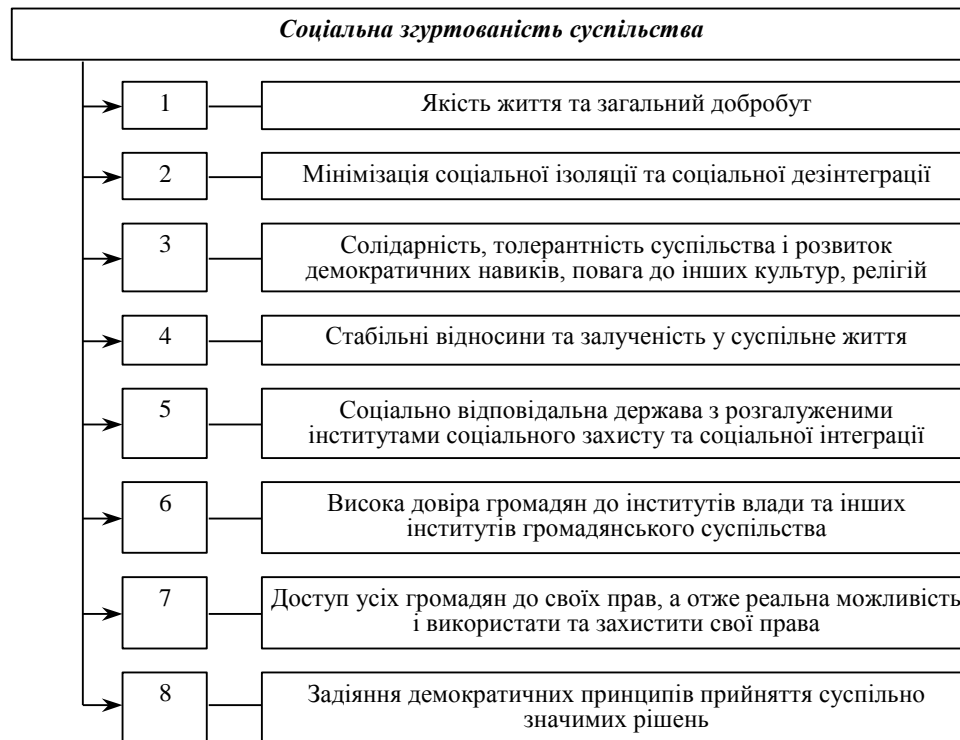 Соціальна згуртованість суспільства
1
Якість життя та загальний добробут
2
Мінімізація соціальної ізоляції та соціальної дезінтеграції
3
Солідарність, толерантність суспільства і розвиток
демократичних навиків, повага до інших культур, релігій
4
Стабільні відносини та залученість у суспільне життя
5
Соціально відповідальна держава з розгалуженими
інститутами соціального захисту та соціальної інтеграції
6
Висока довіра громадян до інститутів влади та інших
інститутів громадянського суспільства
7
Доступ усіх громадян до своїх прав, а отже реальна можливість
і використати та захистити свої права
8
Задіяння демократичних принципів прийняття суспільно
значимих рішень